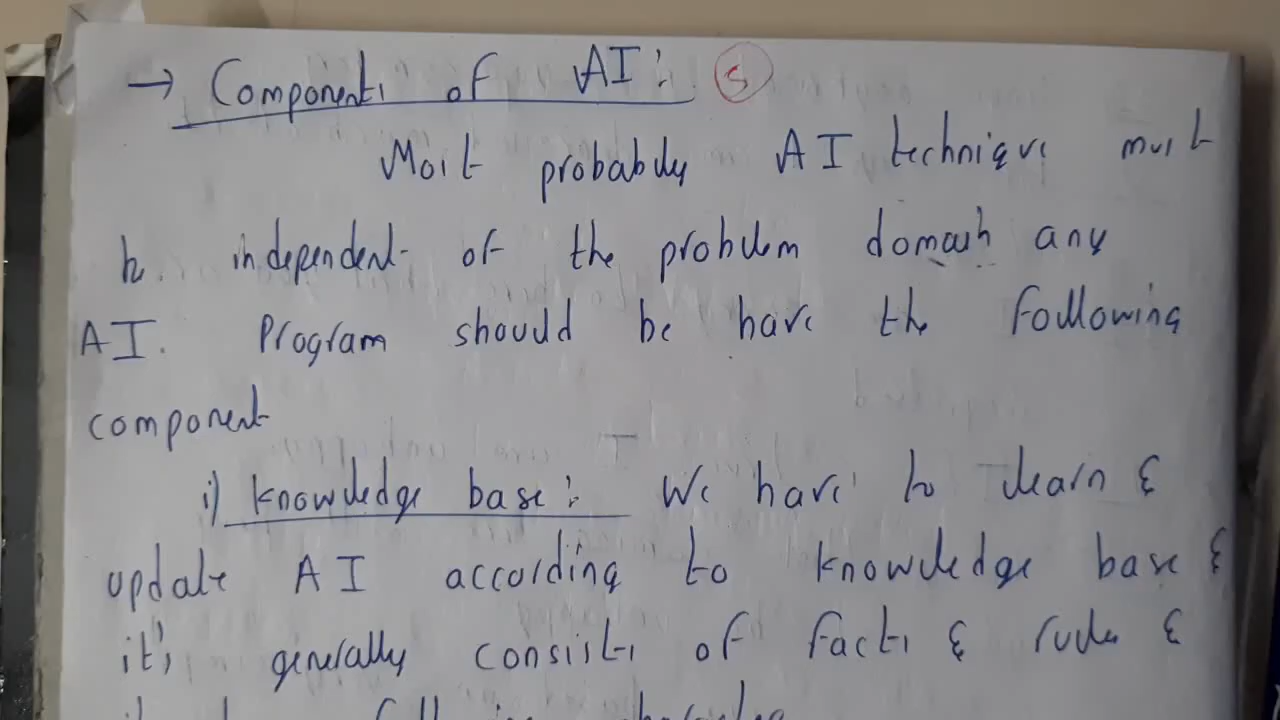 → Components of AI: 5
Most probably AI technique must
be independent of the problem domain any
AI. Program should be have the following
component
i) knowledge base: We have to learn &
update AI according to knowledge base &
it's generally consists of facts & rules &